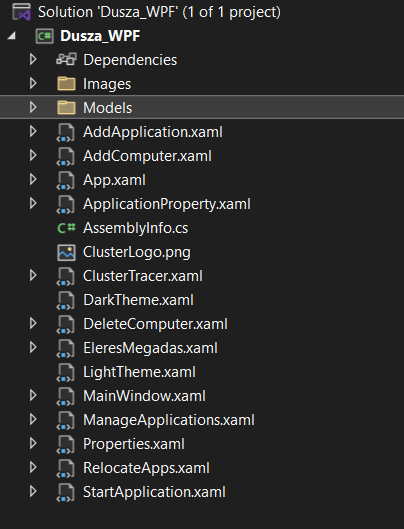 Solution 'Dusza_WPF' (1 of 1 project)
C# Dusza_WPF
Dependencies
Images
Models
AddApplication.xaml
AddComputer.xaml
App.xaml
ApplicationProperty.xaml
C# AssemblyInfo.cs
ClusterLogo.png
ClusterTracer.xaml
DarkTheme.xaml
DeleteComputer.xaml
EleresMegadas.xaml
LightTheme.xaml
MainWindow.xaml
ManageApplications.xaml
Properties.xaml
RelocateApps.xaml
StartApplication.xaml